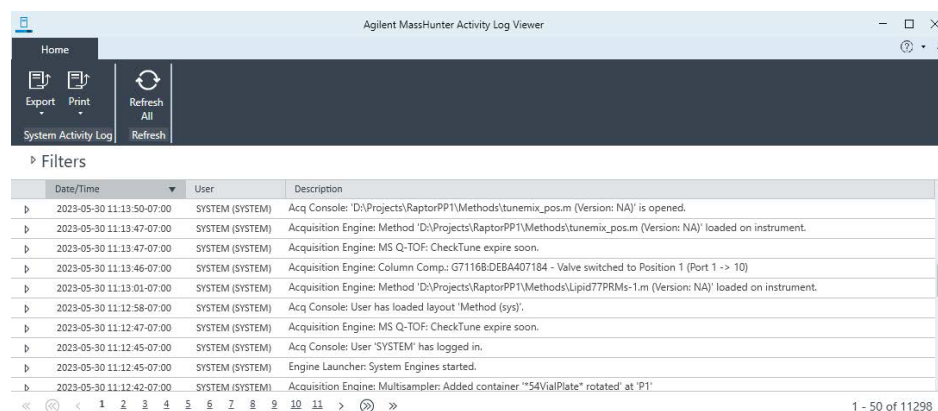 Agilent MassHunter Activity Log Viewer
Home
Export Print Refresh All
System Activity Log Refresh
Filters
Date/Time User Description
2023-05-30 11:13:50-07:00 SYSTEM (SYSTEM) Acq Console: 'D:\Projects\RaptorPP1\Methods\tunemix_pos.m (Version: NA)' is opened.
2023-05-30 11:13:47-07:00 SYSTEM (SYSTEM) Acquisition Engine: Method 'D:\Projects\RaptorPP1\Methods\tunemix_pos.m (Version: NA)' loaded on instrument.
2023-05-30 11:13:47-07:00 SYSTEM (SYSTEM) Acquisition Engine: MS Q-TOF: CheckTune expire soon.
2023-05-30 11:13:46-07:00 SYSTEM (SYSTEM) Acquisition Engine: Column Comp.: G7116B:DEBA407184 - Valve switched to Position 1 (Port 1 -> 10)
2023-05-30 11:13:01-07:00 SYSTEM (SYSTEM) Acquisition Engine: Method 'D:\Projects\RaptorPP1\Methods\Lipid77PRMs-1.m (Version: NA)' loaded on instrument.
2023-05-30 11:12:58-07:00 SYSTEM (SYSTEM) Acq Console: User has loaded layout 'Method (sys)'.
2023-05-30 11:12:47-07:00 SYSTEM (SYSTEM) Acquisition Engine: MS Q-TOF: CheckTune expire soon.
2023-05-30 11:12:45-07:00 SYSTEM (SYSTEM) Acq Console: User 'SYSTEM' has logged in.
2023-05-30 11:12:45-07:00 SYSTEM (SYSTEM) Engine Launcher: System Engines started.
2023-05-30 11:12:42-07:00 SYSTEM (SYSTEM) Acquisition Engine: Multisampler: Added container '*54VialPlate* rotated' at 'P1'
1 2 3 4 5 6 7 8 9 10 11 1 - 50 of 11298